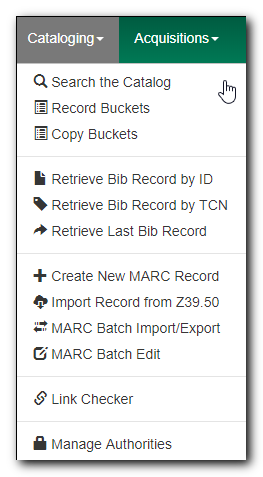 Cataloging Acquisitions
Search the Catalog
Record Buckets
Copy Buckets
Retrieve Bib Record by ID
Retrieve Bib Record by TCN
Retrieve Last Bib Record
Create New MARC Record
Import Record from Z39.50
MARC Batch Import/Export
MARC Batch Edit
Link Checker
Manage Authorities